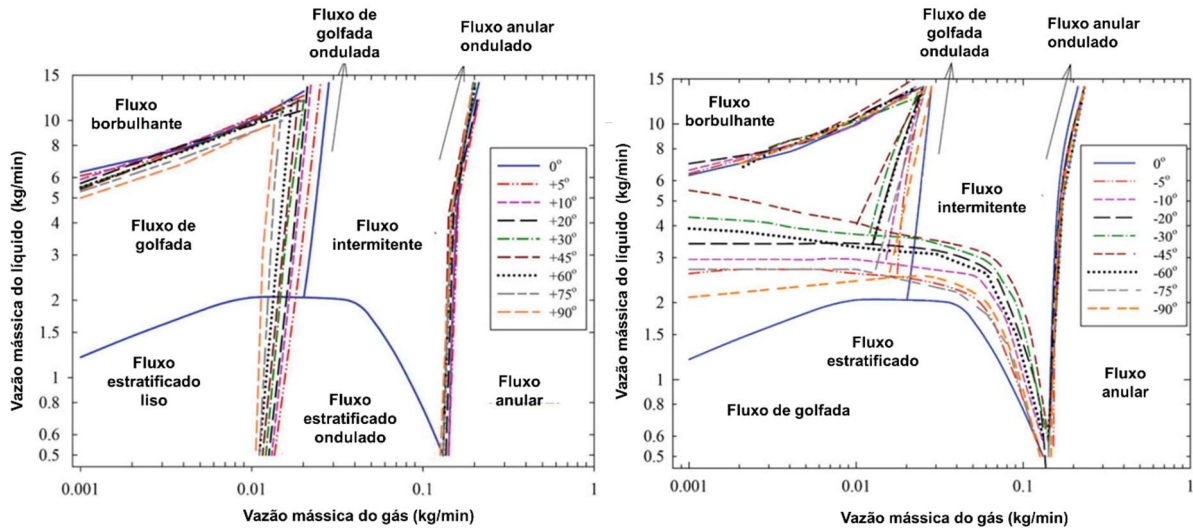 Fluxo de
golfada
ondulada
Fluxo anular
ondulado
15
10
8
6
5
4
3
2
1.5
1
0.8
0.6
0.5
Vazão mássica do líquido (kg/min)
Fluxo
borbulhante
Fluxo
de golfada
Fluxo
intermitente
Fluxo
estratificado
liso
Fluxo
estratificado
ondulado
Fluxo
anular
0º
+5º
+10º
+20º
+30º
+45º
+60º
+75º
+90º
0.001
0.01
0.1
1
Vazão mássica do gás (kg/min)
Fluxo de
golfada
ondulada
Fluxo anular
ondulado
15
10
8
6
5
4
3
2
1.5
1
0.8
0.6
0.5
Vazão mássica do líquido (kg/min)
Fluxo
borbulhante
Fluxo
intermitente
Fluxo
estratificado
Fluxo de golfada
Fluxo
anular
0º
-5º
-10º
-20º
-30º
-45º
-60º
-75º
-90º
0.001
0.01
0.1
1
Vazão mássica do gás (kg/min)